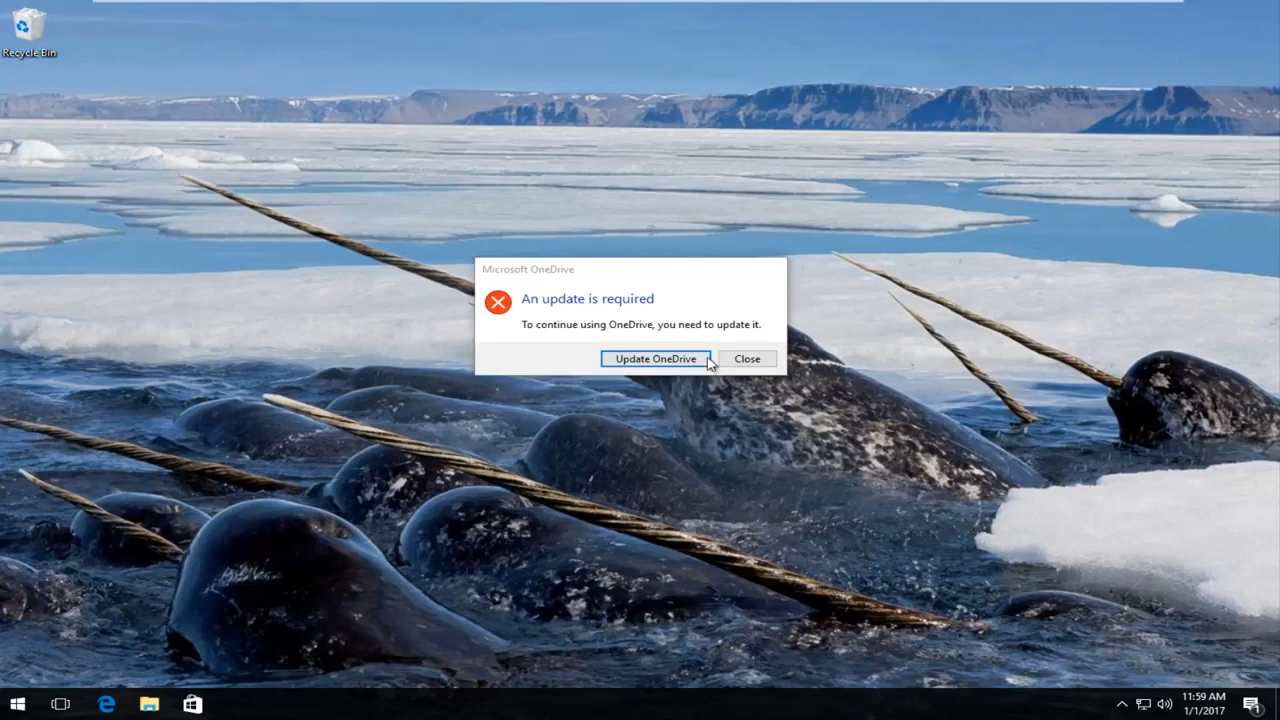 Recycle Bin
Microsoft OneDrive
An update is required
To continue using OneDrive, you need to update it.
Update OneDrive
Close
11:59 AM
1/1/2017
1